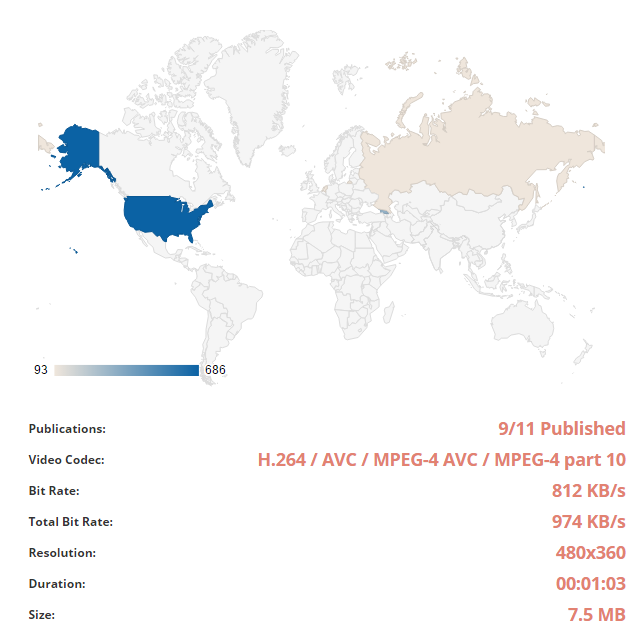 93 686
Publications: 9/11 Published
Video Codec: H.264 / AVC / MPEG-4 AVC / MPEG-4 part 10
Bit Rate: 812 KB/s
Total Bit Rate: 974 KB/s
Resolution: 480x360
Duration: 00:01:03
Size: 7.5 MB